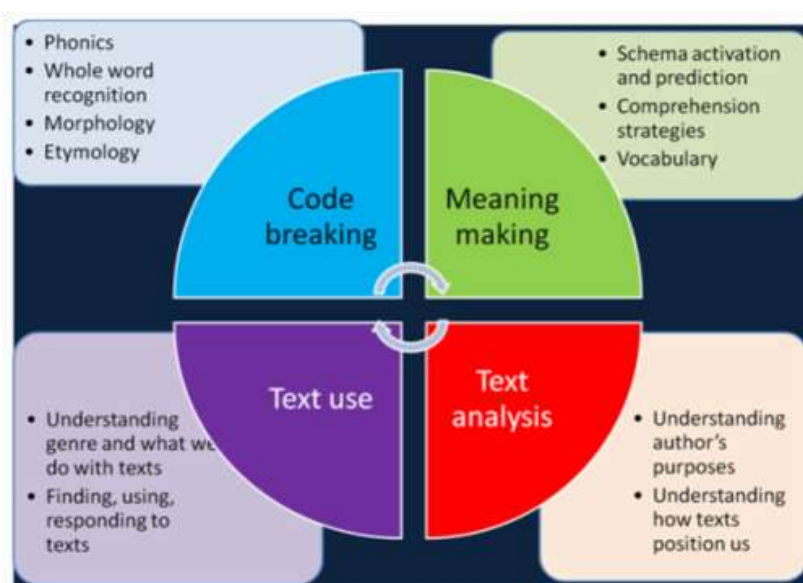 • Phonics
• Whole word
recognition
• Morphology
• Etymology
Code
breaking
• Schema activation
and prediction
• Comprehension
strategies
• Vocabulary
Meaning
making
• Understanding
genre and what we
do with texts
• Finding, using,
responding to
texts
Text use
Text
analysis
• Understanding
author's
purposes
• Understanding
how texts
position us